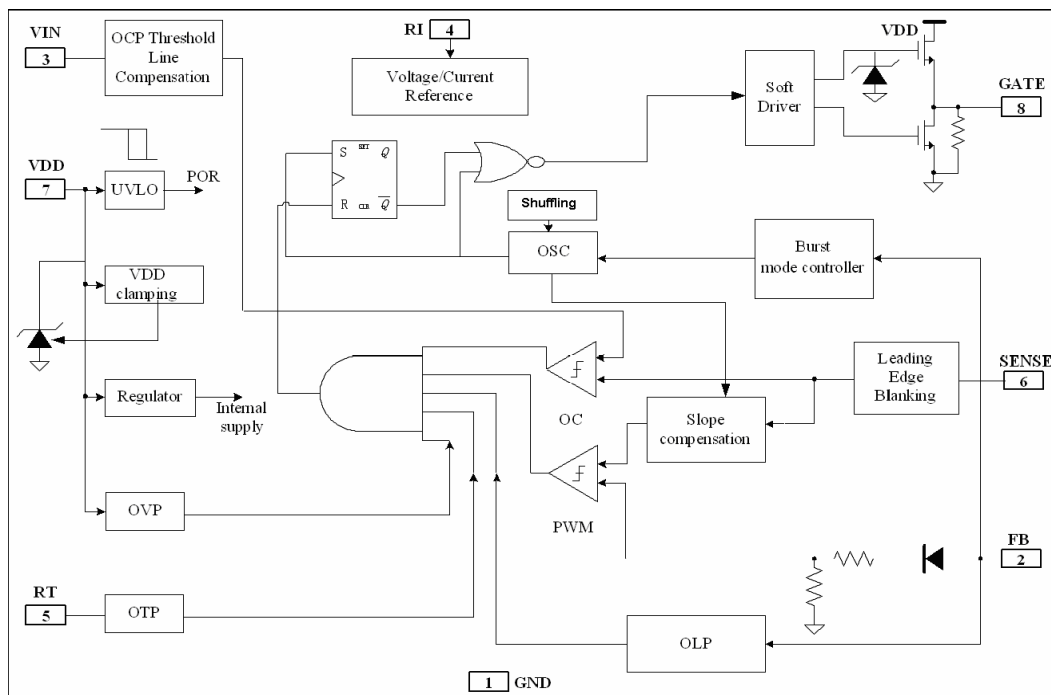 VIN
3
OCP Threshold
Line
Compensation
RI
4
Voltage/Current
Reference
VDD
Soft
Driver
GATE
8
S SET Q
R CLR Q
VDD
7
UVLO
POR
Shuffling
OSC
Burst
mode controller
VDD
clamping
Leading
Edge
Blanking
SENSE
6
Regulator
Internal
supply
OC
Slope
compensation
OVP
PWM
FB
2
RT
5
OTP
OLP
1
GND